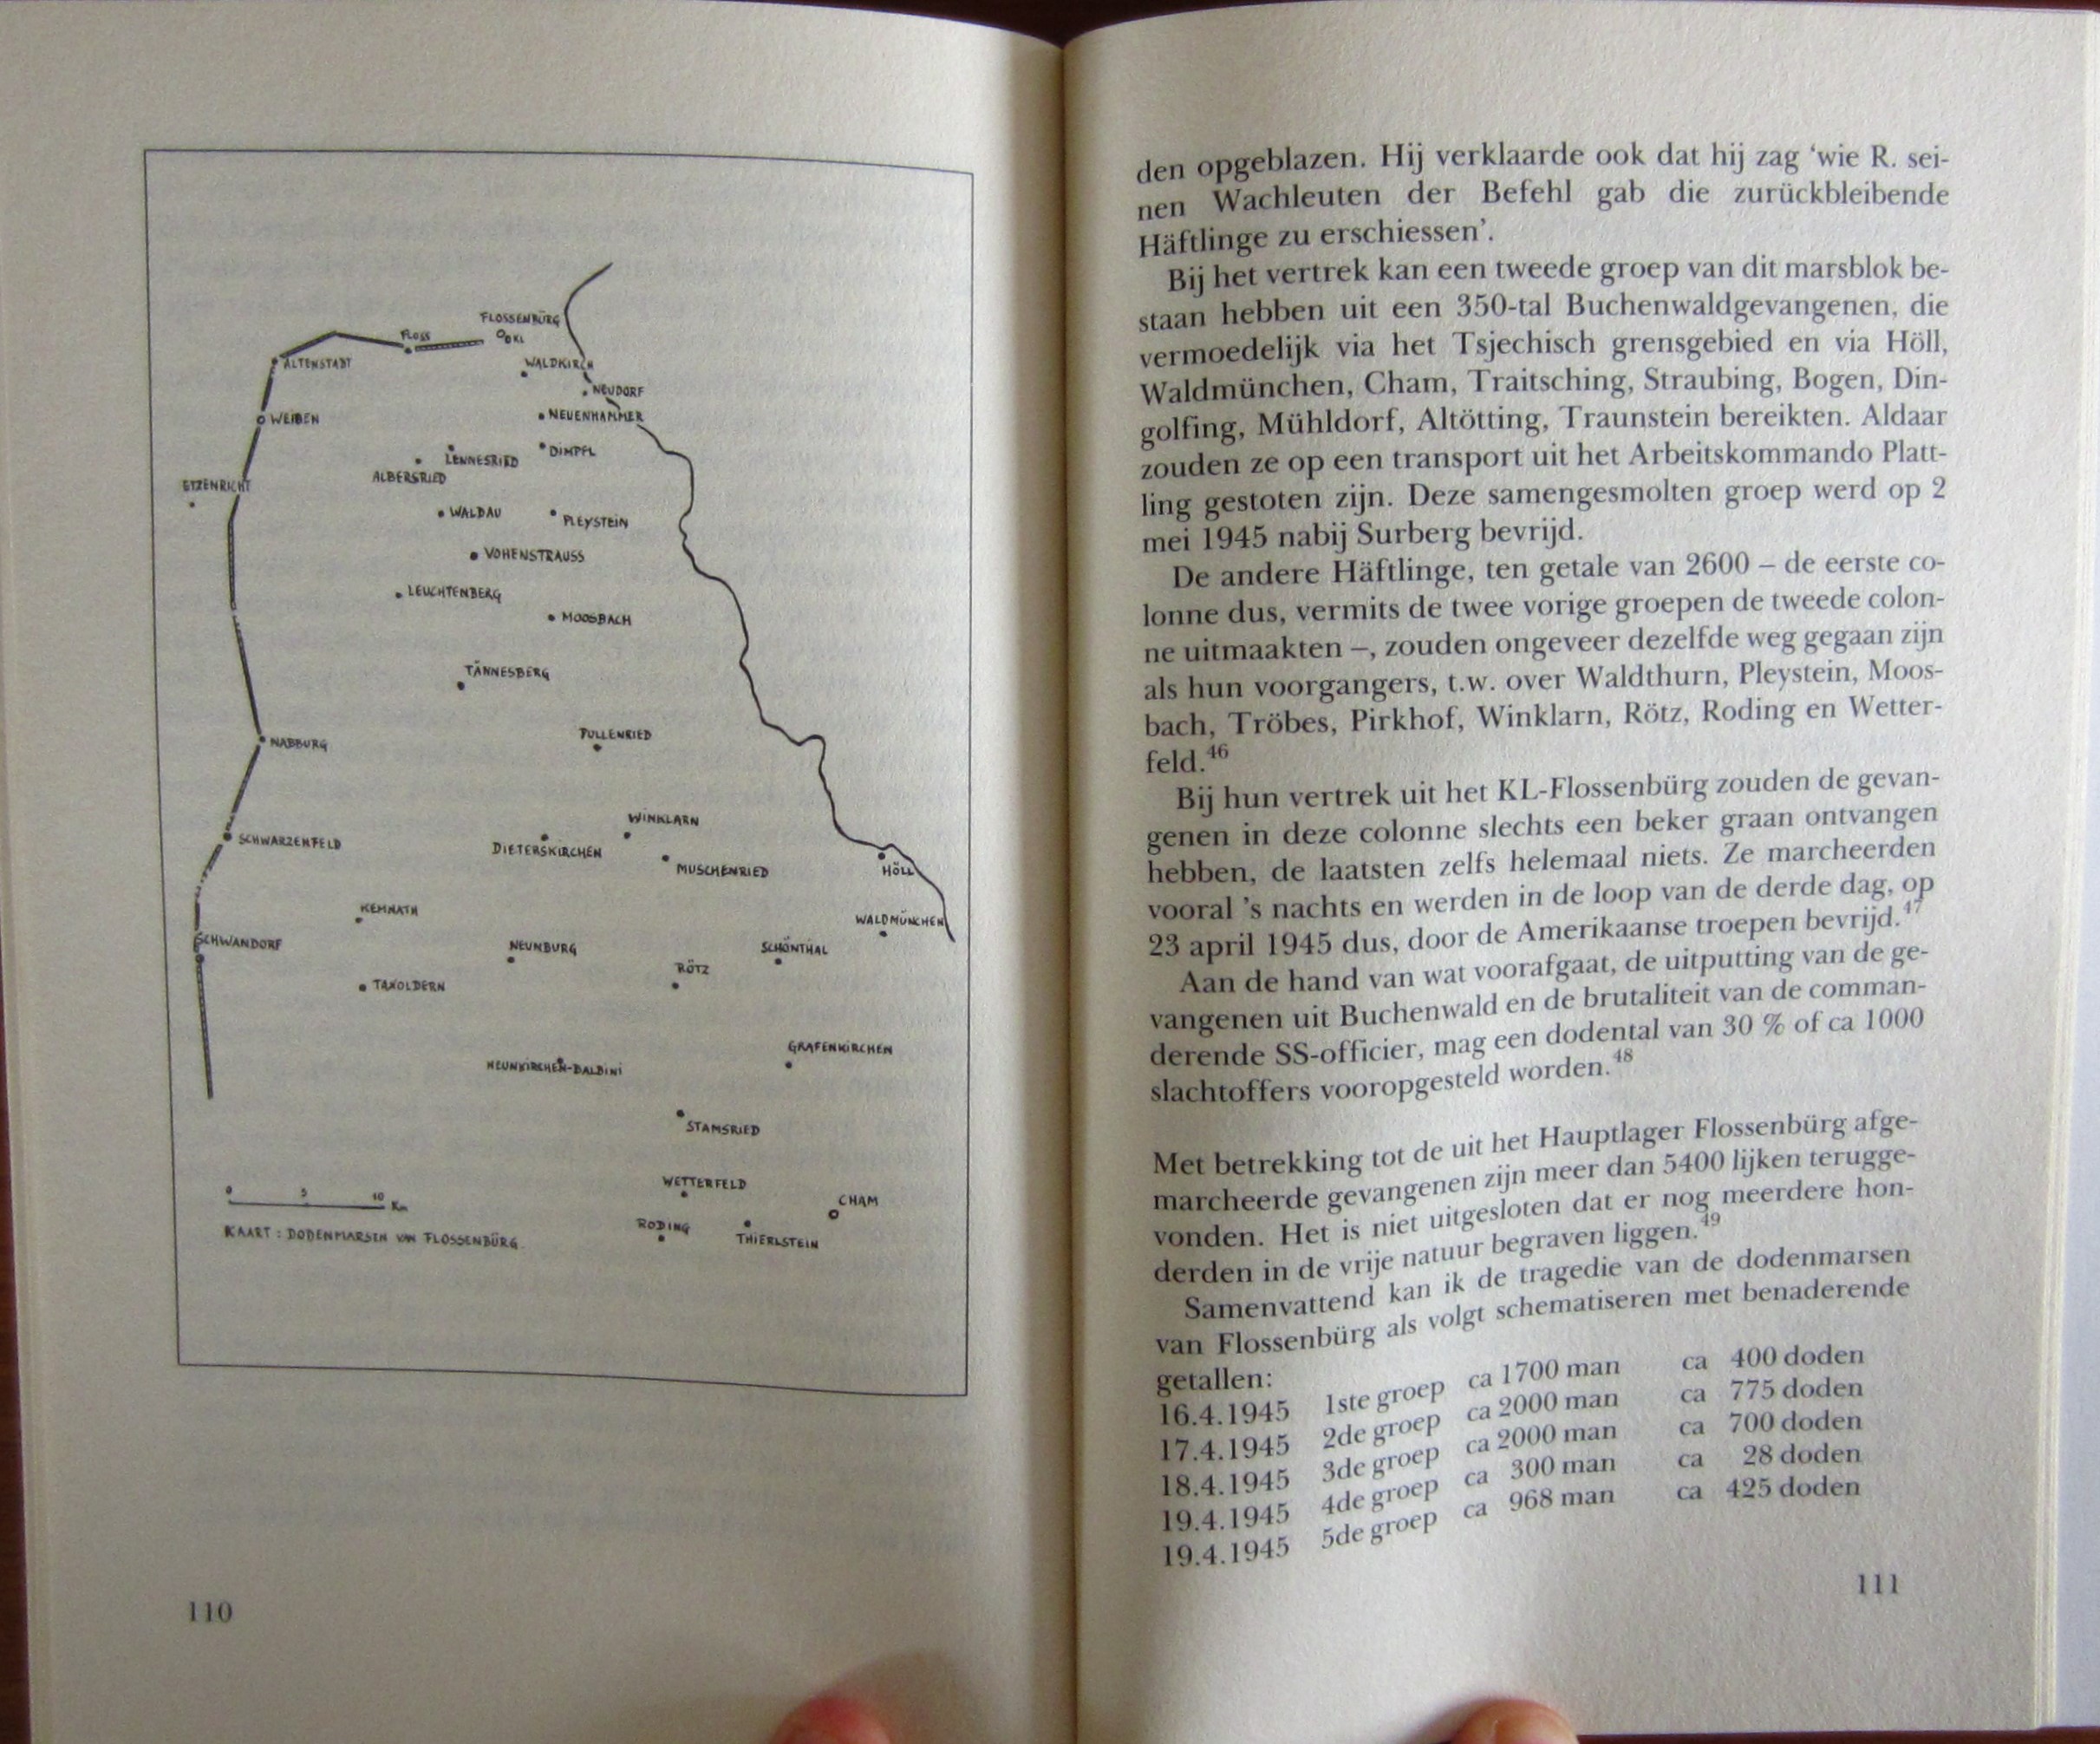 FLOSSENBÜRG
FLOSS
KL
ALTENSTADT
WALDKIRCH
NEUDORF
WEIDEN
NEUENHAMMER
LENNESRIED
DIMPFL
ALBERSRIED
ETZENRICHT
WALDAU
PLEYSTEIN
VOHENSTRAUSS
LEUCHTENBERG
MOOSBACH
TÄNNESBERG
PULLENRIED
NABBURG
WINKLARN
SCHWARZENFELD
DIETERSKIRCHEN
MUSCHENRIED
HÖLL
KEMNATH
WALDMÜNCHEN
SCHWANDORF
NEUNBURG
SCHÖNTHAL
RÖTZ
TAXOLDERN
GRAFENKIRCHEN
NEUNKIRCHEN-BALBINI
STAMSRIED
WETTERFELD
CHAM
RODING
THIERLSTEIN
0 5 10 Km
KAART : DODENMARSEN VAN FLOSSENBÜRG
110
den opgeblazen. Hij verklaarde ook dat hij zag ‘wie R. sei-
nen Wachleuten der Befehl gab die zurückbleibende
Häftlinge zu erschiessen’.
Bij het vertrek kan een tweede groep van dit marsblok be-
staan hebben uit een 350-tal Buchenwaldgevangenen, die
vermoedelijk via het Tsjechisch grensgebied en via Höll,
Waldmünchen, Cham, Traitsching, Straubing, Bogen, Din-
golfing, Mühldorf, Altötting, Traunstein bereikten. Aldaar
zouden ze op een transport uit het Arbeitskommando Platt-
ling gestoten zijn. Deze samengesmolten groep werd op 2
mei 1945 nabij Surberg bevrijd.
De andere Häftlinge, ten getale van 2600 – de eerste co-
lonne dus, vermits de twee vorige groepen de tweede colon-
ne uitmaakten –, zouden ongeveer dezelfde weg gegaan zijn
als hun voorgangers, t.w. over Waldthurn, Pleystein, Moos-
bach, Tröbes, Pirkhof, Winklarn, Rötz, Roding en Wetter-
feld.46
Bij hun vertrek uit het KL-Flossenbürg zouden de gevan-
genen in deze colonne slechts een beker graan ontvangen
hebben, de laatsten zelfs helemaal niets. Ze marcheerden
vooral ’s nachts en werden in de loop van de derde dag, op
23 april 1945 dus, door de Amerikaanse troepen bevrijd.47
Aan de hand van wat voorafgaat, de uitputting van de ge-
vangenen uit Buchenwald en de brutaliteit van de comman-
derende SS-officier, mag een dodental van 30 % of ca 1000
slachtoffers vooropgesteld worden.48
Met betrekking tot de uit het Hauptlager Flossenbürg afge-
marcheerde gevangenen zijn meer dan 5400 lijken terugge-
vonden. Het is niet uitgesloten dat er nog meerdere hon-
derden in de vrije natuur begraven liggen.49
Samenvattend kan ik de tragedie van de dodenmarsen
van Flossenbürg als volgt schematiseren met benaderende
getallen:
16.4.1945 1ste groep ca 1700 man ca 400 doden
17.4.1945 2de groep ca 2000 man ca 775 doden
18.4.1945 3de groep ca 2000 man ca 700 doden
19.4.1945 4de groep ca 300 man ca 28 doden
19.4.1945 5de groep ca 968 man ca 425 doden
111